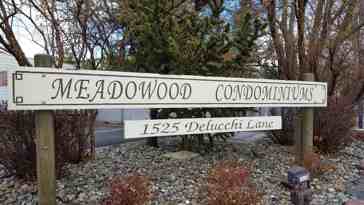 MEADOWOOD CONDOMINIUMS
1525 DELUCCHI LANE